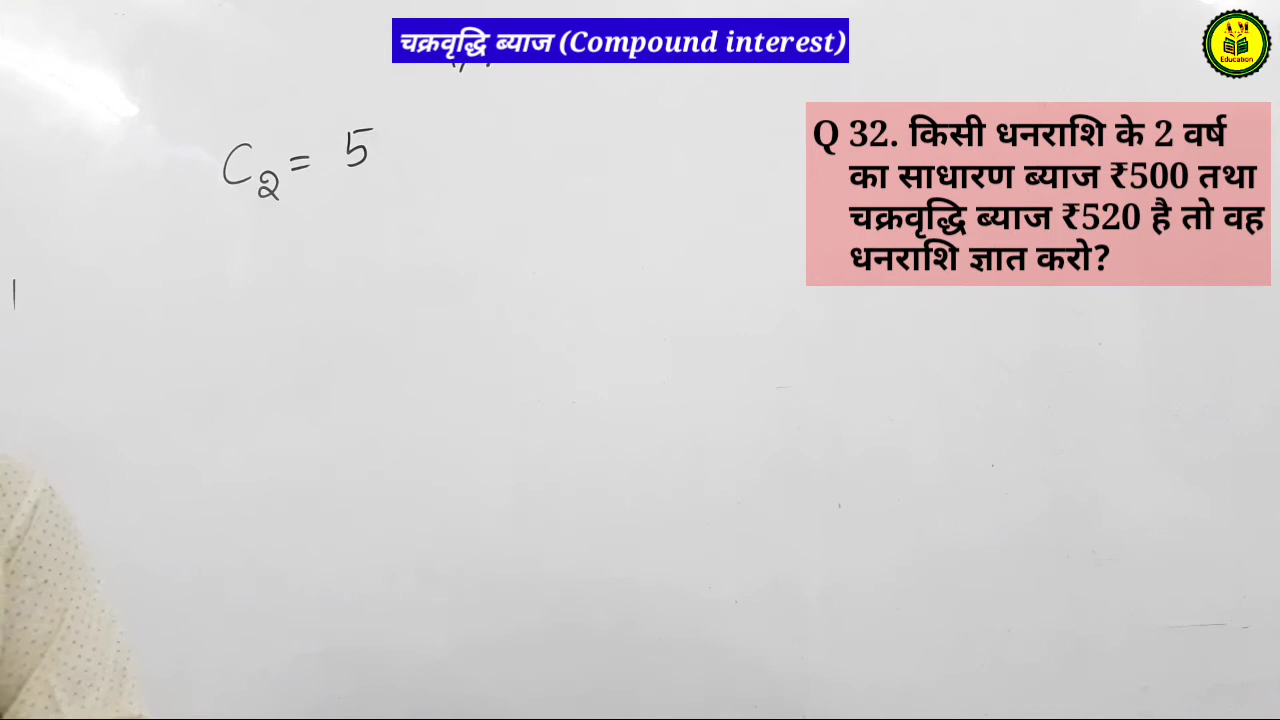 चक्रवृद्धि ब्याज (Compound interest)
Education
C2 = 5
Q 32. किसी धनराशि के 2 वर्ष
का साधारण ब्याज ₹500 तथा
चक्रवृद्धि ब्याज ₹520 है तो वह
धनराशि ज्ञात करो?